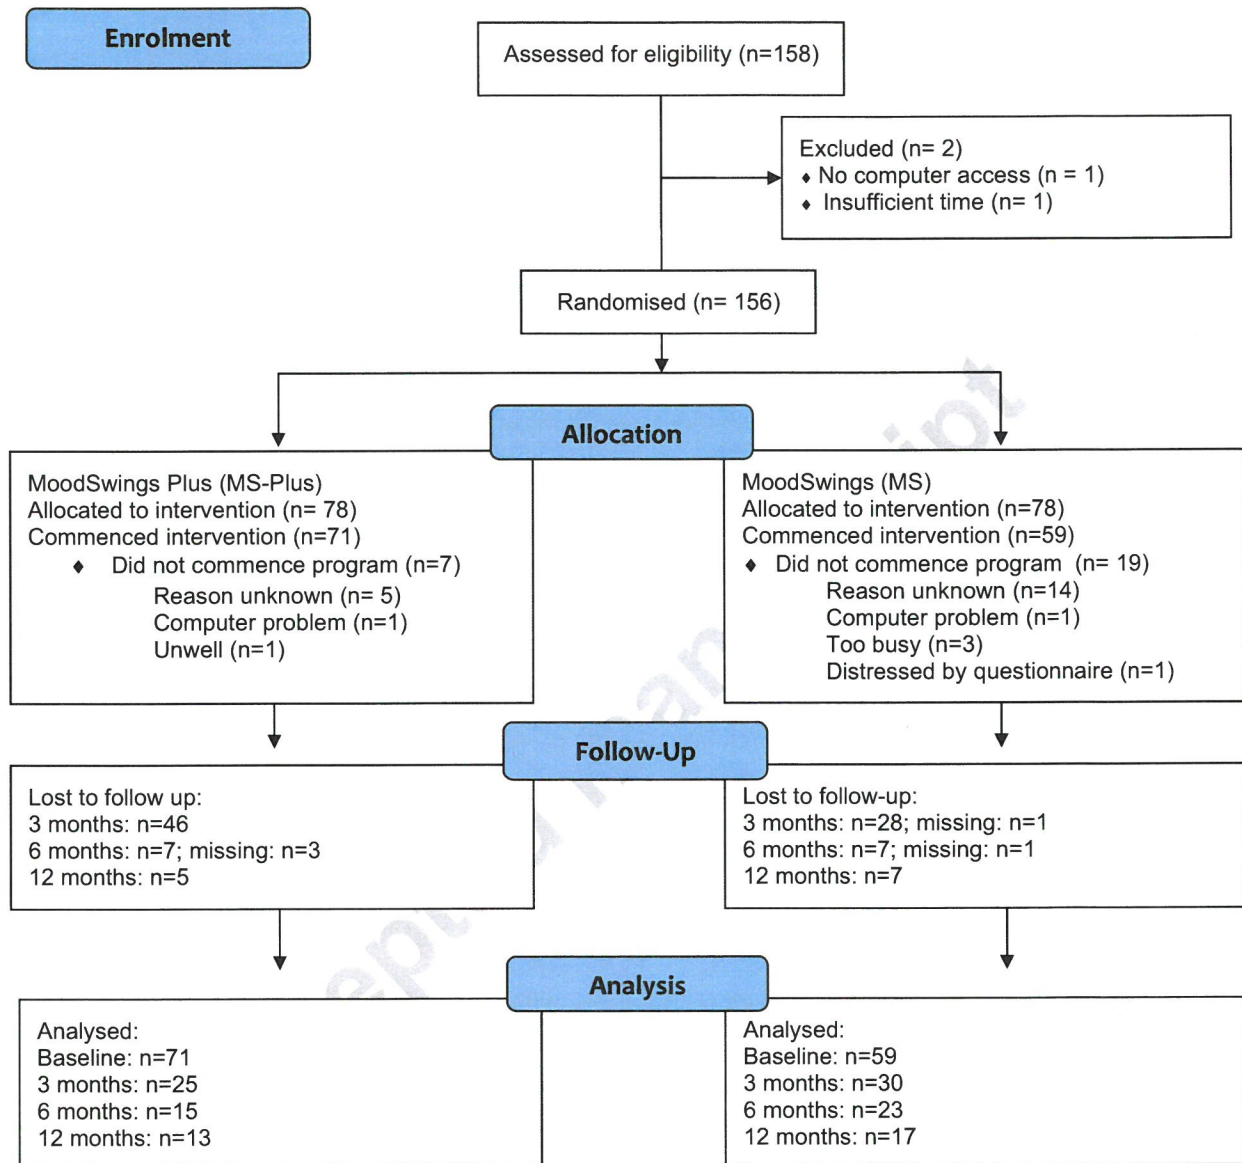 Enrolment
Assessed for eligibility (n=158)
Excluded (n= 2)
♦ No computer access (n = 1)
♦ Insufficient time (n= 1)
Randomised (n= 156)
Allocation
MoodSwings Plus (MS-Plus)
Allocated to intervention (n= 78)
Commenced intervention (n=71)
♦ Did not commence program (n=7)
Reason unknown (n= 5)
Computer problem (n=1)
Unwell (n=1)
MoodSwings (MS)
Allocated to intervention (n=78)
Commenced intervention (n=59)
♦ Did not commence program (n= 19)
Reason unknown (n=14)
Computer problem (n=1)
Too busy (n=3)
Distressed by questionnaire (n=1)
Follow-Up
Lost to follow up:
3 months: n=46
6 months: n=7; missing: n=3
12 months: n=5
Lost to follow-up:
3 months: n=28; missing: n=1
6 months: n=7; missing: n=1
12 months: n=7
Analysis
Analysed:
Baseline: n=71
3 months: n=25
6 months: n=15
12 months: n=13
Analysed:
Baseline: n=59
3 months: n=30
6 months: n=23
12 months: n=17